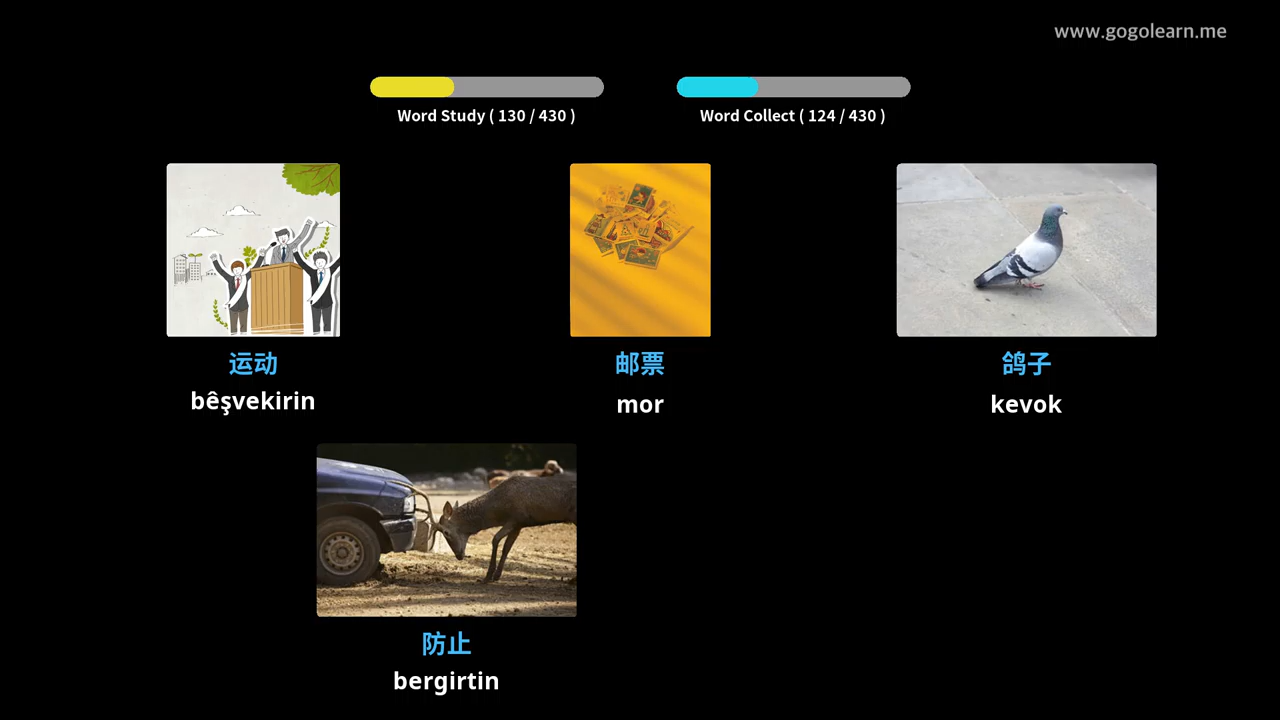 www.gogolearn.me
Word Study ( 130 / 430 )
Word Collect ( 124 / 430 )
运动
bêşvekirin
邮票
mor
鸽子
kevok
防止
bergirtin